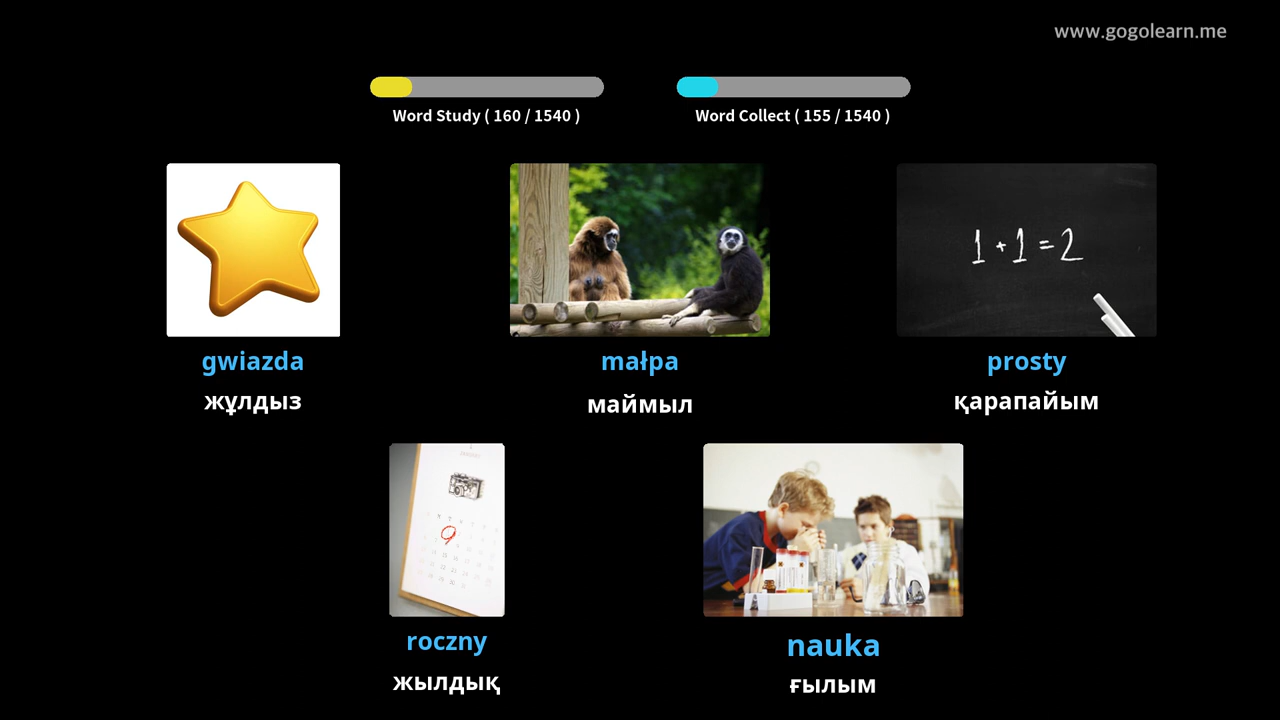 www.gogolearn.me
Word Study ( 160 / 1540 )
Word Collect ( 155 / 1540 )
1 + 1 = 2
gwiazda
małpa
prosty
жұлдыз
маймыл
қарапайым
9
roczny
nauka
жылдық
ғылым